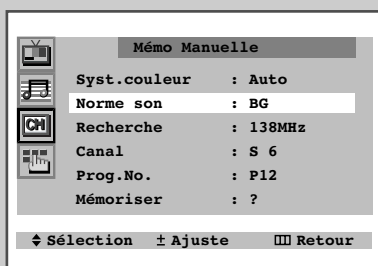 Mémo Manuelle
Syst.couleur : Auto
Norme son : BG
CH
Recherche : 138MHz
Canal : S 6
Prog.No. : P12
Mémoriser : ?
Sélection ± Ajuste Retour